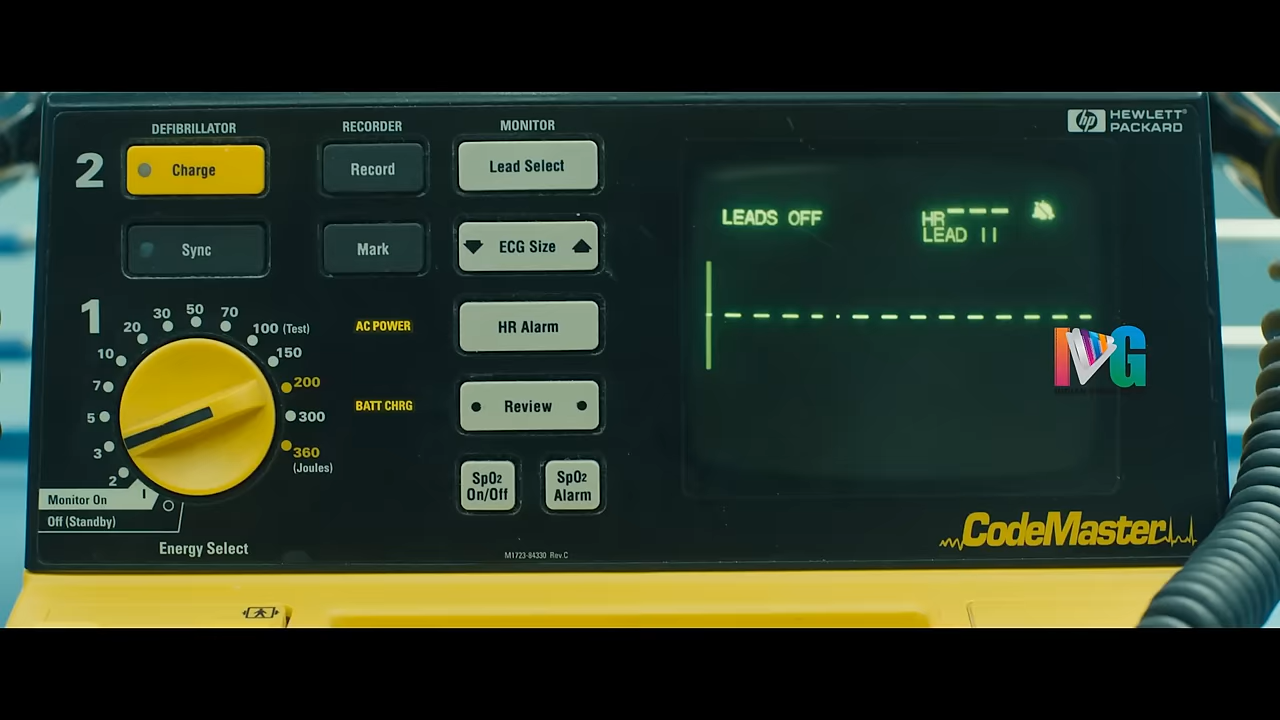 DEFIBRILLATOR
RECORDER
MONITOR
hp HEWLETT®
PACKARD
2
Charge
Record
Lead Select
Sync
Mark
ECG Size
LEADS OFF
HR---
LEAD II
1
2
3
5
7
10
20
30
50
70
100 (Test)
150
200
300
360
(Joules)
AC POWER
HR Alarm
BATT CHRG
Review
SpO2
On/Off
SpO2
Alarm
Monitor On
Off (Standby)
Energy Select
M1723-84330 Rev C
CodeMaster